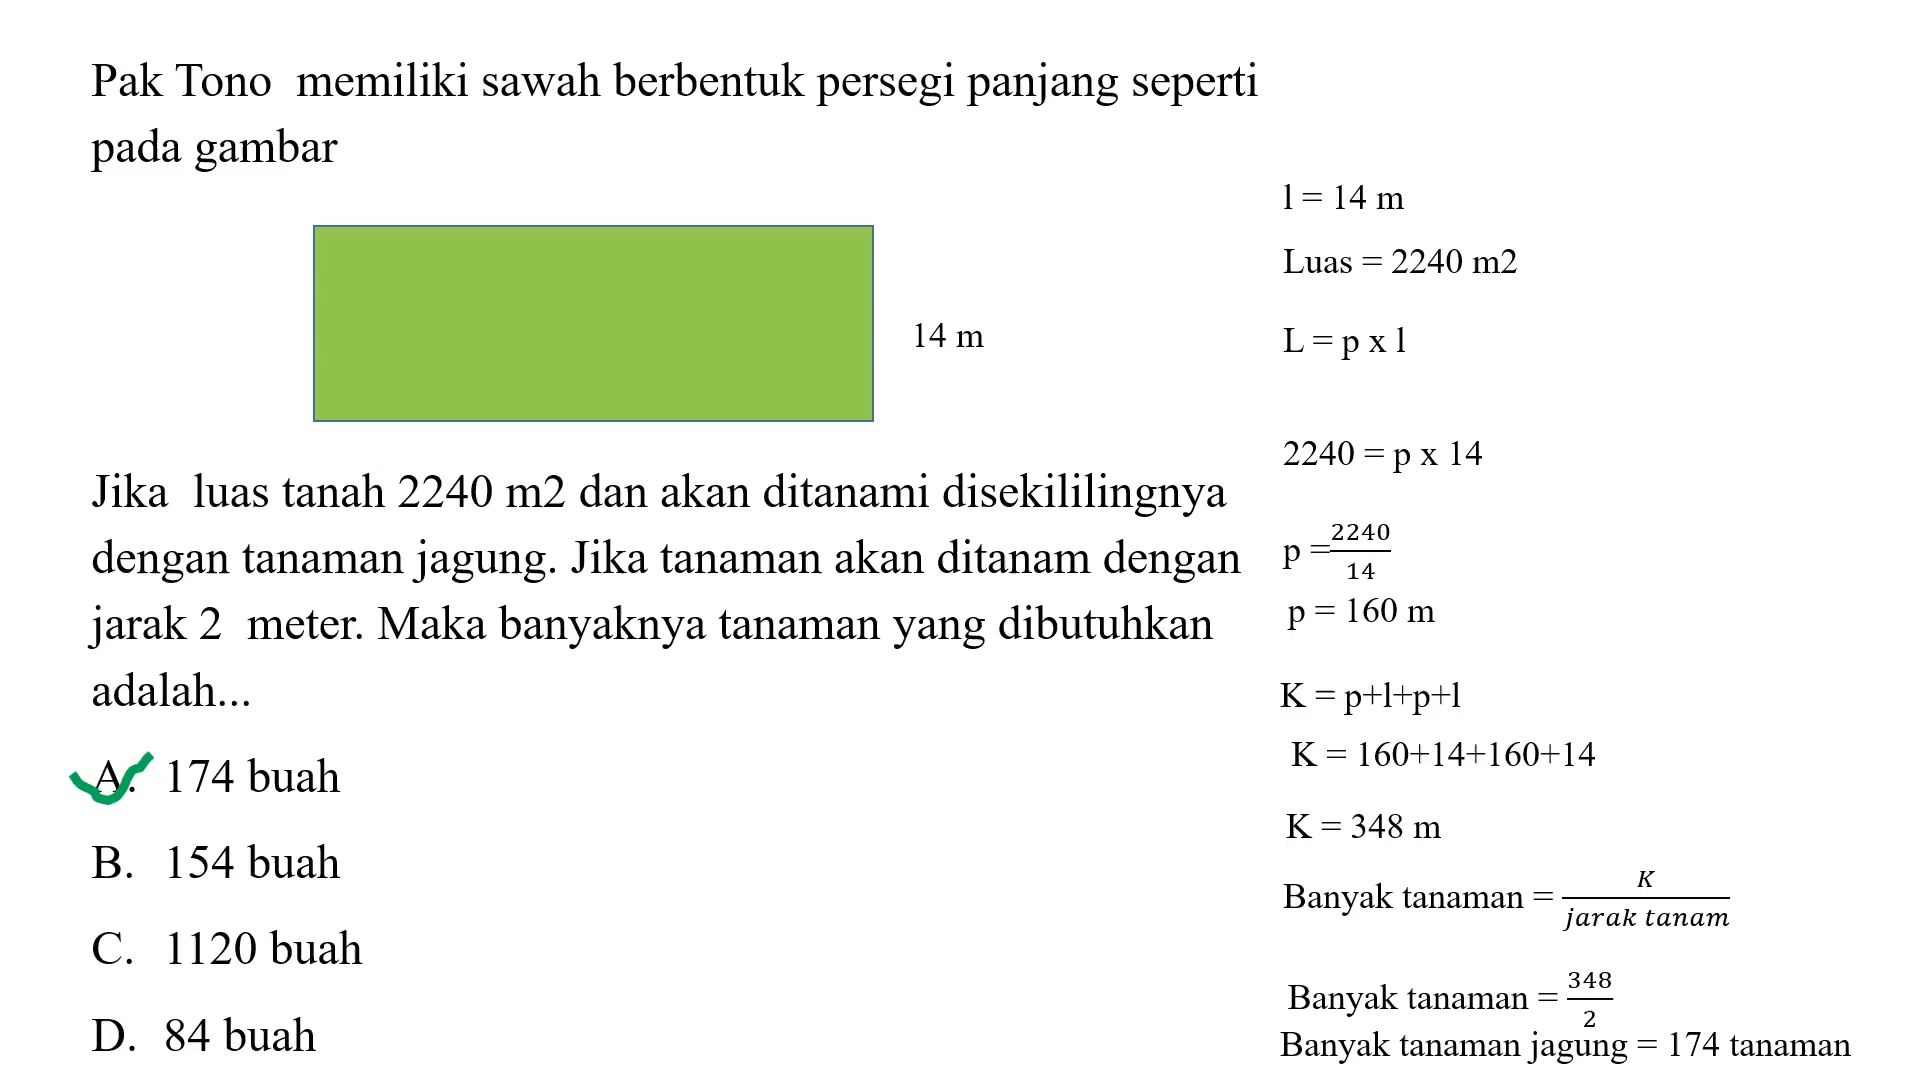 Pak Tono memiliki sawah berbentuk persegi panjang seperti
pada gambar
14 m
Jika luas tanah 2240 m2 dan akan ditanami disekililingnya
dengan tanaman jagung. Jika tanaman akan ditanam dengan
jarak 2 meter. Maka banyaknya tanaman yang dibutuhkan
adalah...
A. 174 buah
B. 154 buah
C. 1120 buah
D. 84 buah
l = 14 m
Luas = 2240 m2
L = p x l
2240 = p x 14
p = 2240/14
p = 160 m
K = p+l+p+l
K = 160+14+160+14
K = 348 m
Banyak tanaman = K/jarak tanam
Banyak tanaman = 348/2
Banyak tanaman jagung = 174 tanaman